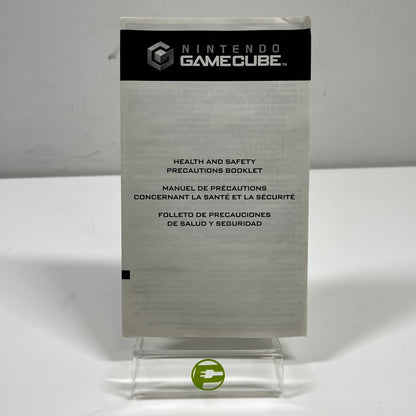 NINTENDO
GAMECUBE™
HEALTH AND SAFETY
PRECAUTIONS BOOKLET
MANUEL DE PRÉCAUTIONS
CONCERNANT LA SANTÉ ET LA SÉCURITÉ
FOLLETO DE PRECAUCIONES
DE SALUD Y SEGURIDAD